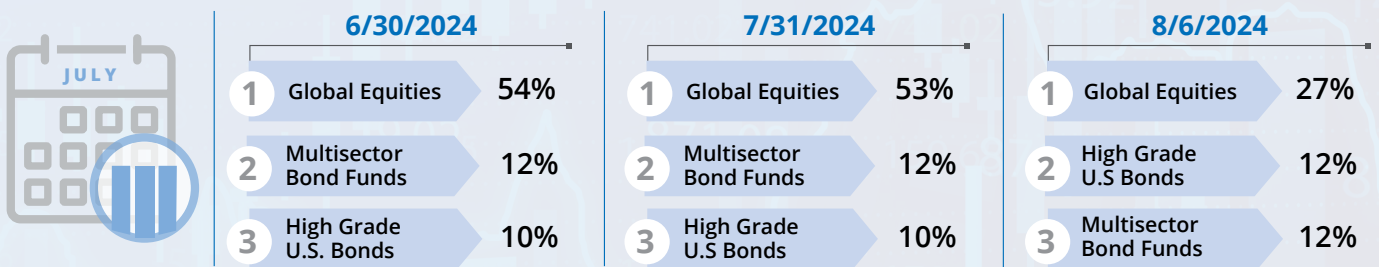 JULY
6/30/2024
1 Global Equities 54%
2 Multisector
Bond Funds 12%
3 High Grade
U.S. Bonds 10%
7/31/2024
1 Global Equities 53%
2 Multisector
Bond Funds 12%
3 High Grade
U.S Bonds 10%
8/6/2024
1 Global Equities 27%
2 High Grade
U.S Bonds 12%
3 Multisector
Bond Funds 12%